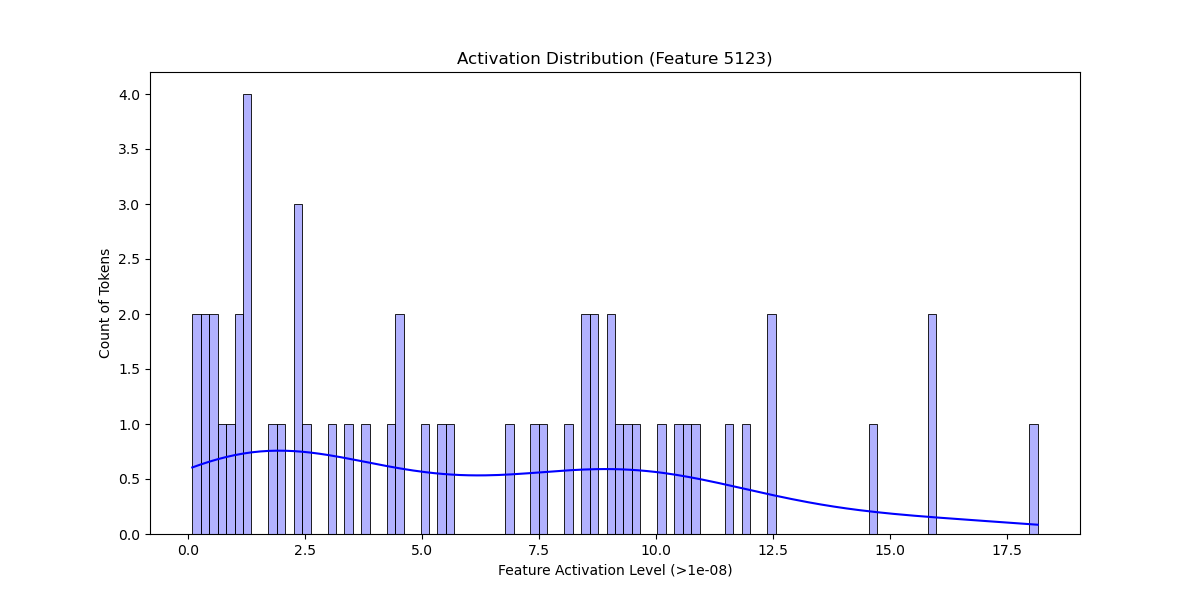 Activation Distribution (Feature 5123)
4.0
3.5
3.0
2.5
2.0
1.5
1.0
0.5
0.0
Count of Tokens
0.0 2.5 5.0 7.5 10.0 12.5 15.0 17.5
Feature Activation Level (>1e-08)